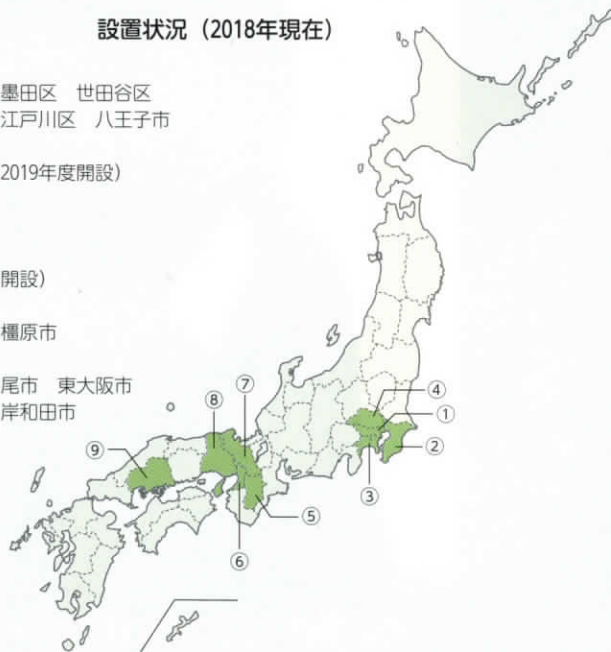 設置状況（2018年現在）
墨田区　世田谷区
江戸川区　八王子市
2019年度開設）
開設）
橿原市
尾市　東大阪市
岸和田市
④
①
②
③
⑦
⑧
⑨
⑤
⑥